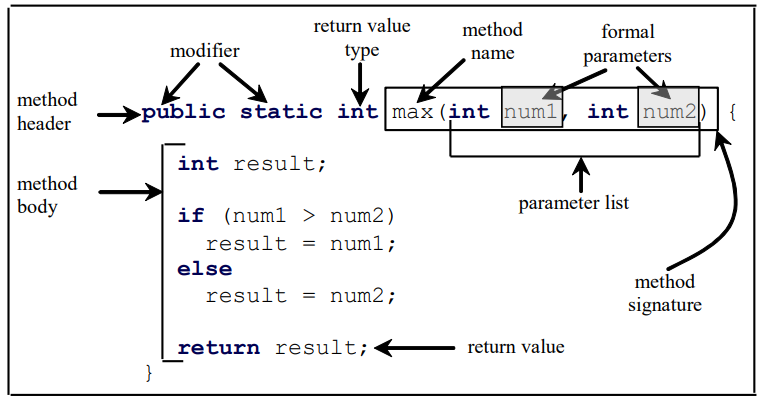 return value
type
method
name
formal
parameters
modifier
method
header
public static int max(int num1, int num2) {
method
body
int result;
parameter list
if (num1 > num2)
result = num1;
else
result = num2;
method
signature
return result;
return value
}